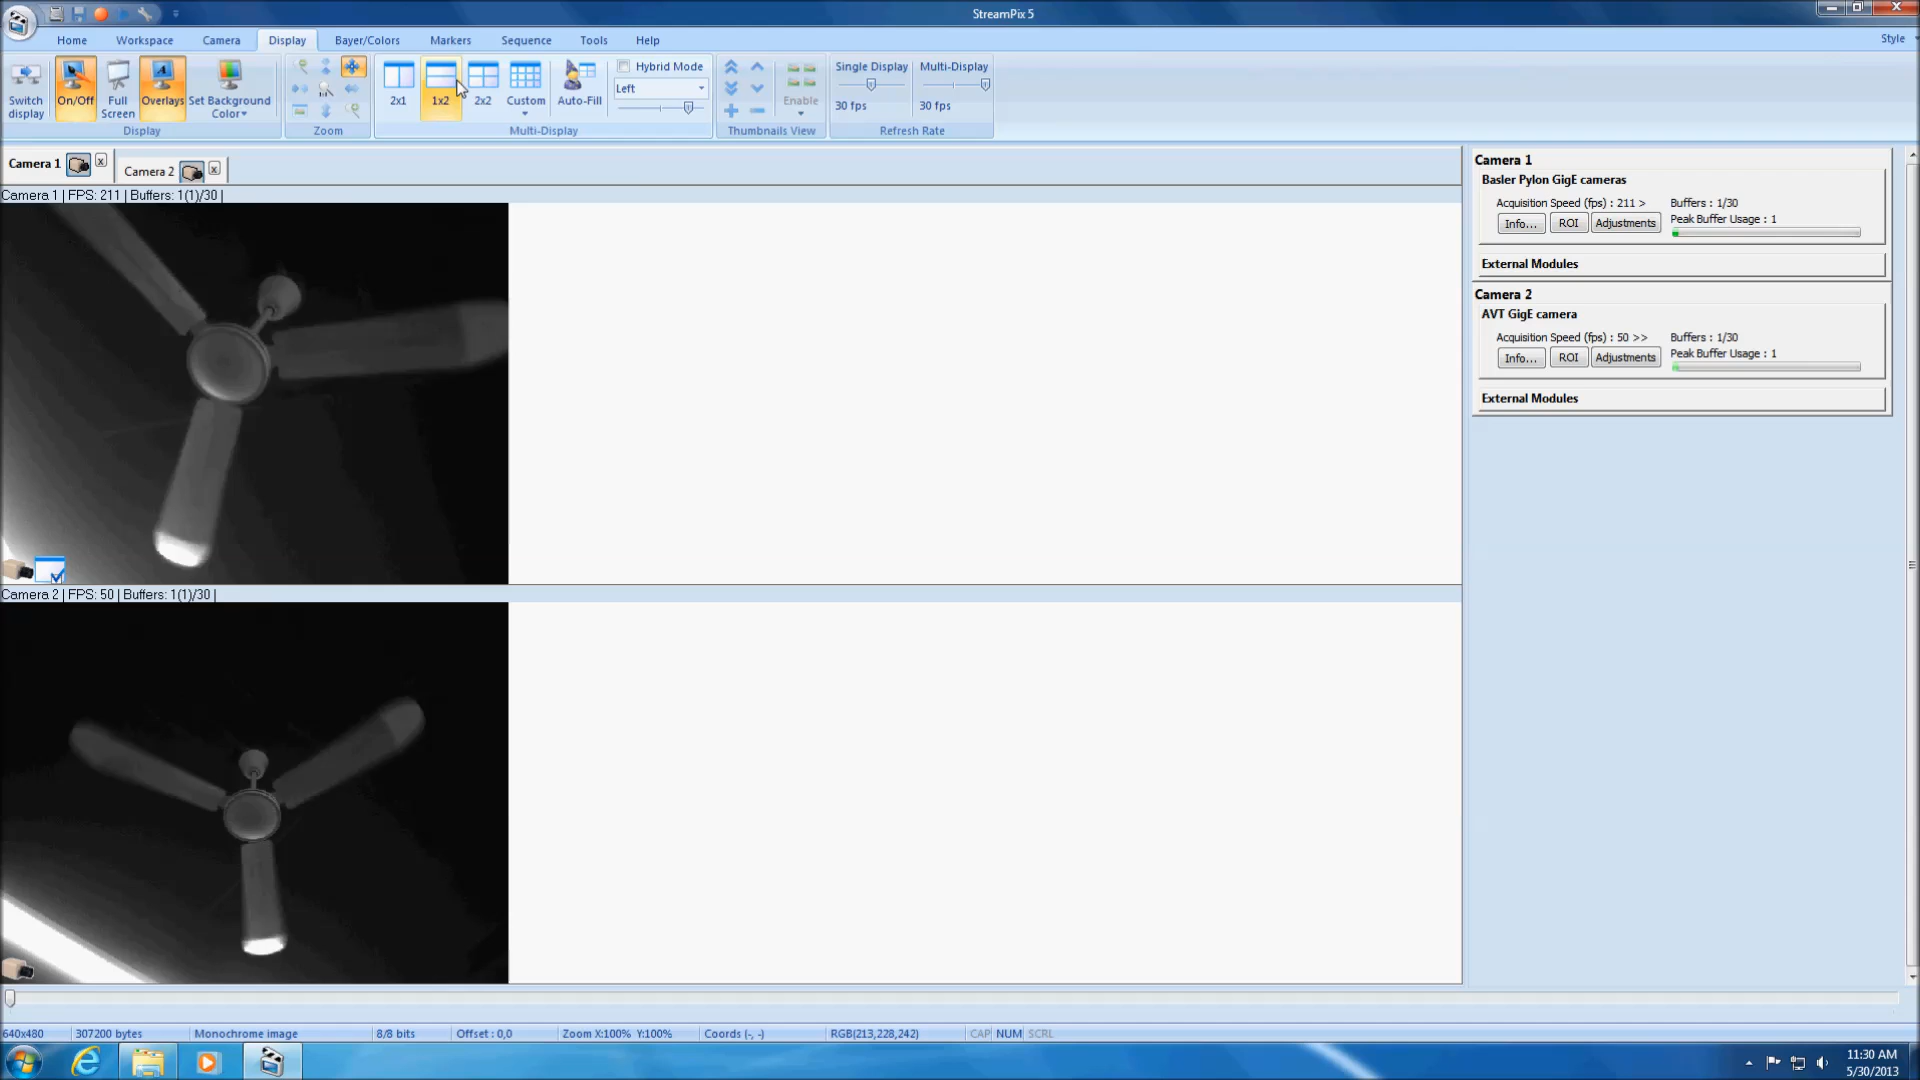 StreamPix 5
Home Workspace Camera Display Bayer/Colors Markers Sequence Tools Help Style
Switch display
On/Off
Full Screen
Overlays
Set Background Color
Display
Zoom
2x1
1x2
2x2
Custom
Auto-Fill
Hybrid Mode
Left
Multi-Display
Enable
Thumbnails View
Single Display
30 fps
Multi-Display
30 fps
Refresh Rate
Camera 1
Camera 2
Camera 1 | FPS: 211 | Buffers: 1(1)/30 |
Camera 2 | FPS: 50 | Buffers: 1(1)/30 |
Camera 1
Basler Pylon GigE cameras
Acquisition Speed (fps) : 211 > Buffers : 1/30
Info... ROI Adjustments Peak Buffer Usage : 1
External Modules
Camera 2
AVT GigE camera
Acquisition Speed (fps) : 50 >> Buffers : 1/30
Info... ROI Adjustments Peak Buffer Usage : 1
External Modules
640x480 307200 bytes Monochrome image 8/8 bits Offset : 0,0 Zoom X:100% Y:100% Coords (-, -) RGB(213,228,242) CAP NUM SCRL
11:30 AM
5/30/2013